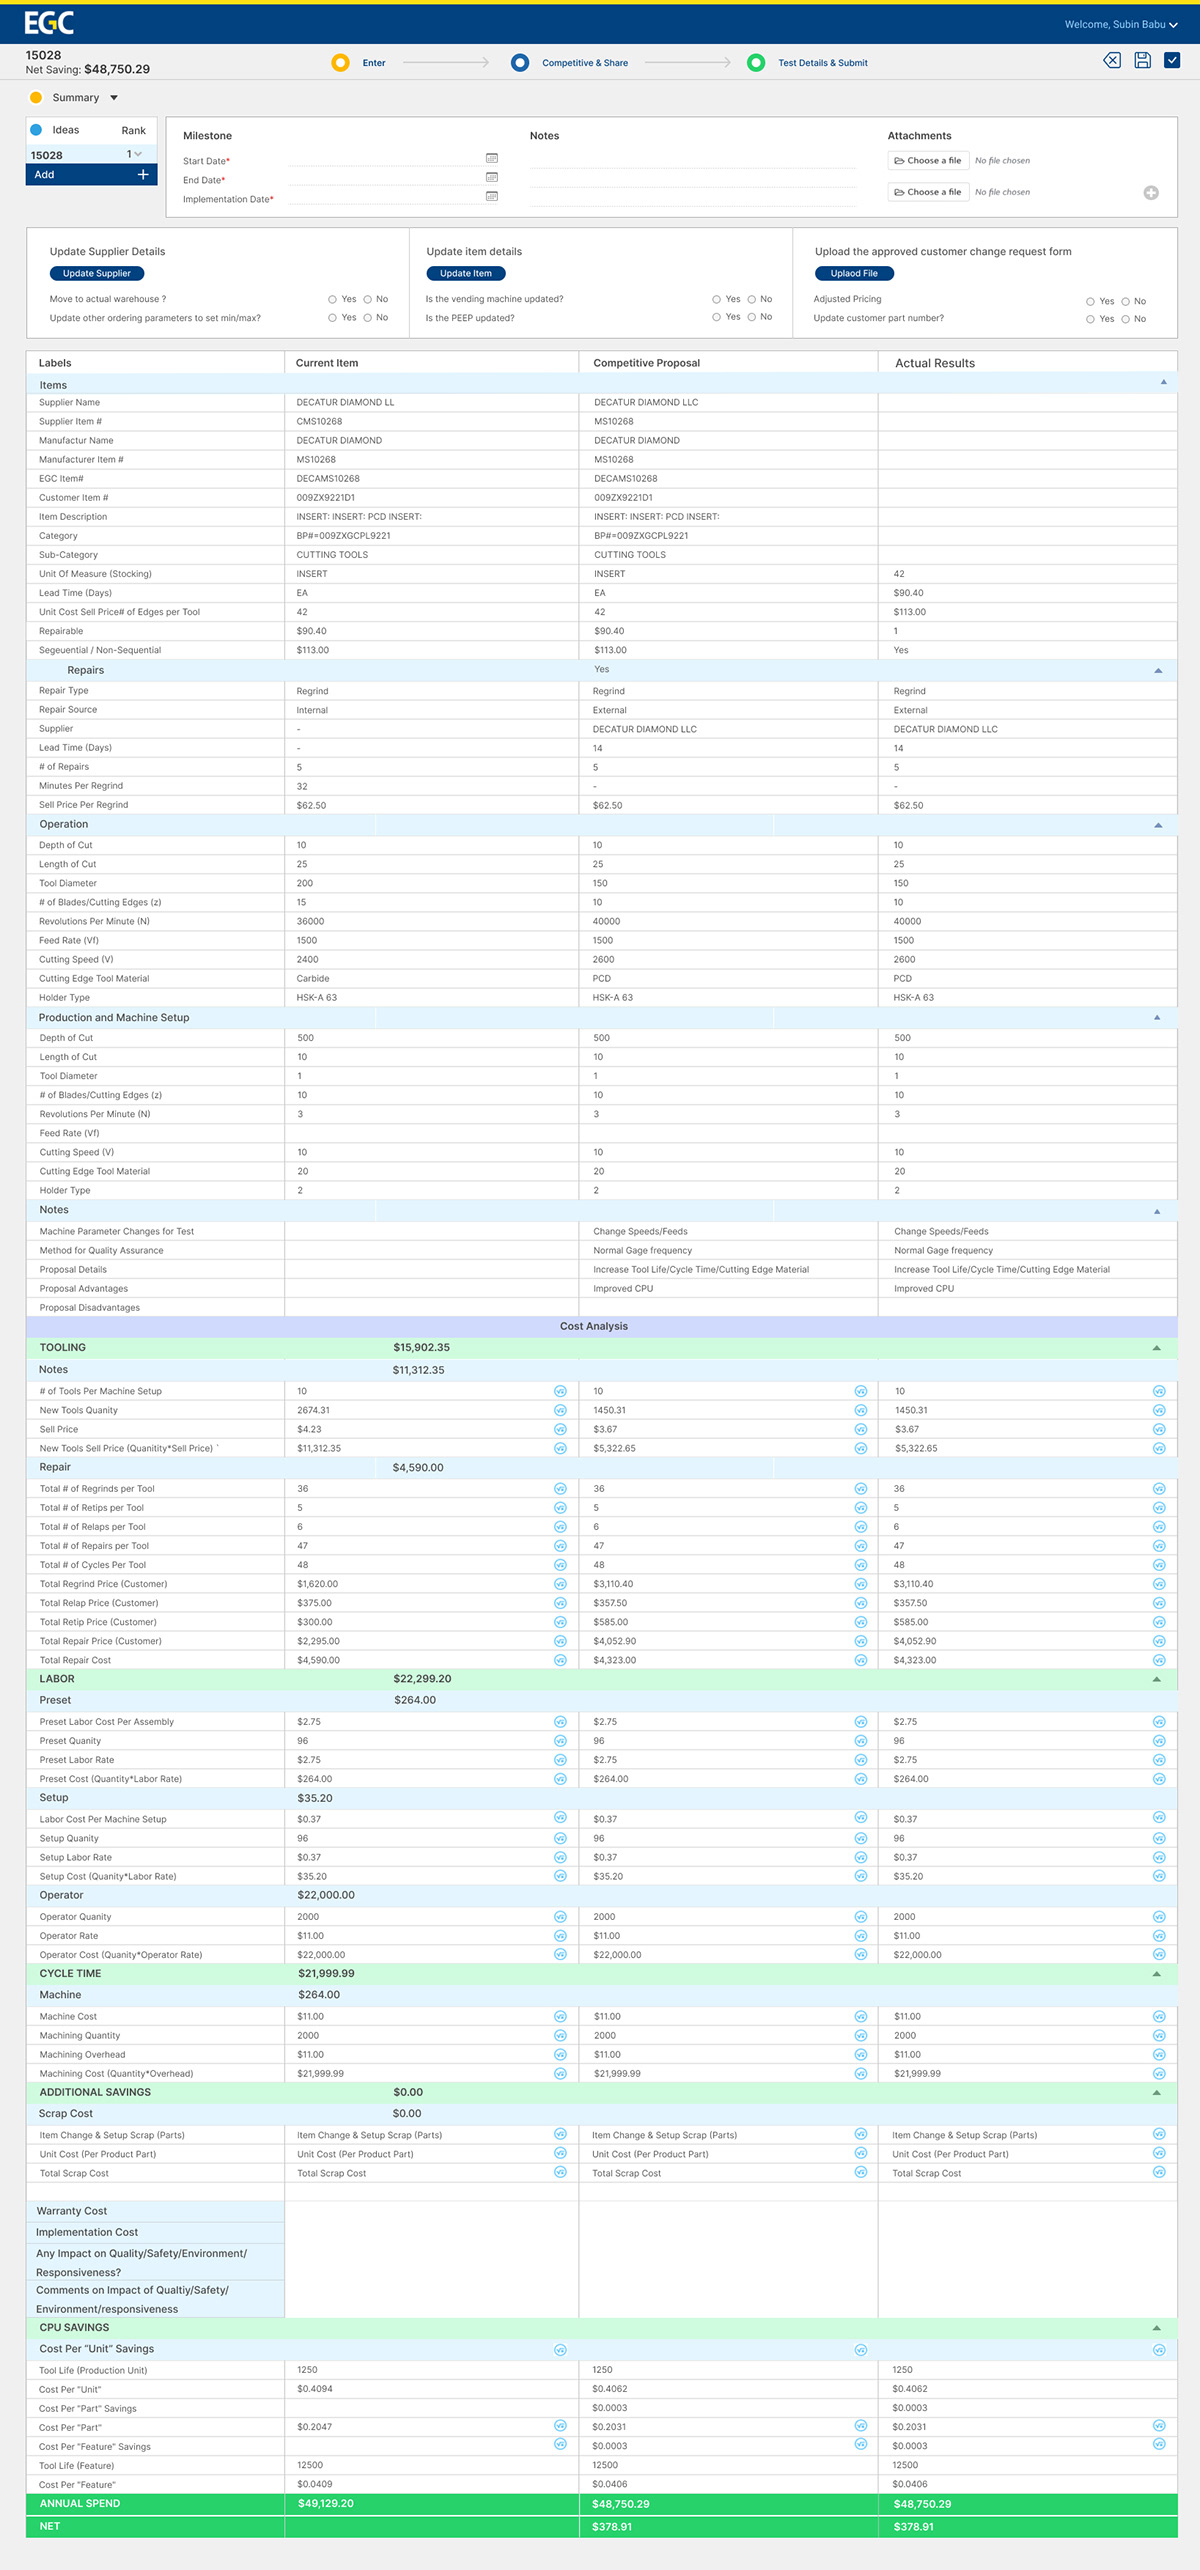 EGC
Welcome, Subin Babu
15028
Net Saving: $48,750.29
Enter
Competitive & Share
Test Details & Submit
Summary
Ideas Rank
15028 1
Add +
Milestone
Start Date*
End Date*
Implementation Date*
Notes
Attachments
Choose a file No file chosen
Choose a file No file chosen
Update Supplier Details
Update Supplier
Move to actual warehouse ? Yes No
Update other ordering parameters to set min/max? Yes No
Update item details
Update Item
Is the vending machine updated? Yes No
Is the PEEP updated? Yes No
Upload the approved customer change request form
Uplaod File
Adjusted Pricing Yes No
Update customer part number? Yes No
Labels Current Item Competitive Proposal Actual Results
Items
Supplier Name DECATUR DIAMOND LL DECATUR DIAMOND LLC
Supplier Item # CMS10268 MS10268
Manufactur Name DECATUR DIAMOND DECATUR DIAMOND
Manufacturer Item # MS10268 MS10268
EGC Item# DECAMS10268 DECAMS10268
Customer Item # 009ZX9221D1 009ZX9221D1
Item Description INSERT: INSERT: PCD INSERT: INSERT: INSERT: PCD INSERT:
Category BP#=009ZXGCPL9221 BP#=009ZXGCPL9221
Sub-Category CUTTING TOOLS CUTTING TOOLS
Unit Of Measure (Stocking) INSERT INSERT 42
Lead Time (Days) EA EA $90.40
Unit Cost Sell Price# of Edges per Tool 42 42 $113.00
Repairable $90.40 $90.40 1
Segeuential / Non-Sequential $113.00 $113.00 Yes
Repairs Yes
Repair Type Regrind Regrind Regrind
Repair Source Internal External External
Supplier - DECATUR DIAMOND LLC DECATUR DIAMOND LLC
Lead Time (Days) - 14 14
# of Repairs 5 5 5
Minutes Per Regrind 32 - -
Sell Price Per Regrind $62.50 $62.50 $62.50
Operation
Depth of Cut 10 10 10
Length of Cut 25 25 25
Tool Diameter 200 150 150
# of Blades/Cutting Edges (z) 15 10 10
Revolutions Per Minute (N) 36000 40000 40000
Feed Rate (Vf) 1500 1500 1500
Cutting Speed (V) 2400 2600 2600
Cutting Edge Tool Material Carbide PCD PCD
Holder Type HSK-A 63 HSK-A 63 HSK-A 63
Production and Machine Setup
Depth of Cut 500 500 500
Length of Cut 10 10 10
Tool Diameter 1 1 1
# of Blades/Cutting Edges (z) 10 10 10
Revolutions Per Minute (N) 3 3 3
Feed Rate (Vf)
Cutting Speed (V) 10 10 10
Cutting Edge Tool Material 20 20 20
Holder Type 2 2 2
Notes
Machine Parameter Changes for Test Change Speeds/Feeds Change Speeds/Feeds
Method for Quality Assurance Normal Gage frequency Normal Gage frequency
Proposal Details Increase Tool Life/Cycle Time/Cutting Edge Material Increase Tool Life/Cycle Time/Cutting Edge Material
Proposal Advantages Improved CPU Improved CPU
Proposal Disadvantages
Cost Analysis
TOOLING $15,902.35
Notes $11,312.35
# of Tools Per Machine Setup 10 10 10
New Tools Quanity 2674.31 1450.31 1450.31
Sell Price $4.23 $3.67 $3.67
New Tools Sell Price (Quanitity*Sell Price) ` $11,312.35 $5,322.65 $5,322.65
Repair $4,590.00
Total # of Regrinds per Tool 36 36 36
Total # of Retips per Tool 5 5 5
Total # of Relaps per Tool 6 6 6
Total # of Repairs per Tool 47 47 47
Total # of Cycles Per Tool 48 48 48
Total Regrind Price (Customer) $1,620.00 $3,110.40 $3,110.40
Total Relap Price (Customer) $375.00 $357.50 $357.50
Total Retip Price (Customer) $300.00 $585.00 $585.00
Total Repair Price (Customer) $2,295.00 $4,052.90 $4,052.90
Total Repair Cost $4,590.00 $4,323.00 $4,323.00
LABOR $22,299.20
Preset $264.00
Preset Labor Cost Per Assembly $2.75 $2.75 $2.75
Preset Quanity 96 96 96
Preset Labor Rate $2.75 $2.75 $2.75
Preset Cost (Quantity*Labor Rate) $264.00 $264.00 $264.00
Setup $35.20
Labor Cost Per Machine Setup $0.37 $0.37 $0.37
Setup Quanity 96 96 96
Setup Labor Rate $0.37 $0.37 $0.37
Setup Cost (Quanity*Labor Rate) $35.20 $35.20 $35.20
Operator $22,000.00
Operator Quanity 2000 2000 2000
Operator Rate $11.00 $11.00 $11.00
Operator Cost (Quanity*Operator Rate) $22,000.00 $22,000.00 $22,000.00
CYCLE TIME $21,999.99
Machine $264.00
Machine Cost $11.00 $11.00 $11.00
Machining Quantity 2000 2000 2000
Machining Overhead $11.00 $11.00 $11.00
Machining Cost (Quantity*Overhead) $21,999.99 $21,999.99 $21,999.99
ADDITIONAL SAVINGS $0.00
Scrap Cost $0.00
Item Change & Setup Scrap (Parts) Item Change & Setup Scrap (Parts) Item Change & Setup Scrap (Parts) Item Change & Setup Scrap (Parts)
Unit Cost (Per Product Part) Unit Cost (Per Product Part) Unit Cost (Per Product Part) Unit Cost (Per Product Part)
Total Scrap Cost Total Scrap Cost Total Scrap Cost Total Scrap Cost
Warranty Cost
Implementation Cost
Any Impact on Quality/Safety/Environment/
Responsiveness?
Comments on Impact of Qualtiy/Safety/
Environment/responsiveness
CPU SAVINGS
Cost Per "Unit" Savings
Tool Life (Production Unit) 1250 1250 1250
Cost Per "Unit" $0.4094 $0.4062 $0.4062
Cost Per "Part" Savings $0.0003 $0.0003
Cost Per "Part" $0.2047 $0.2031 $0.2031
Cost Per "Feature" Savings $0.0003 $0.0003
Tool Life (Feature) 12500 12500 12500
Cost Per "Feature" $0.0409 $0.0406 $0.0406
ANNUAL SPEND $49,129.20 $48,750.29 $48,750.29
NET $378.91 $378.91